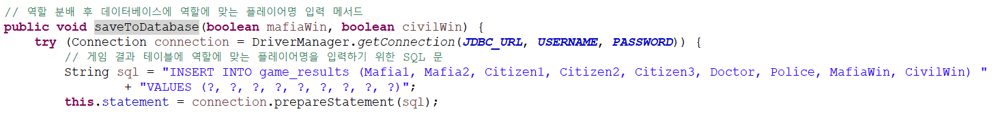 // 역할 분배 후 데이터베이스에 역할에 맞는 플레이어명 입력 메서드
public void saveToDatabase(boolean mafiaWin, boolean civilWin) {
try (Connection connection = DriverManager.getConnection(JDBC_URL, USERNAME, PASSWORD)) {
// 게임 결과 테이블에 역할에 맞는 플레이어명을 입력하기 위한 SQL 문
String sql = "INSERT INTO game_results (Mafia1, Mafia2, Citizen1, Citizen2, Citizen3, Doctor, Police, MafiaWin, CivilWin) "
+ "VALUES (?, ?, ?, ?, ?, ?, ?, ?, ?)";
this.statement = connection.prepareStatement(sql);